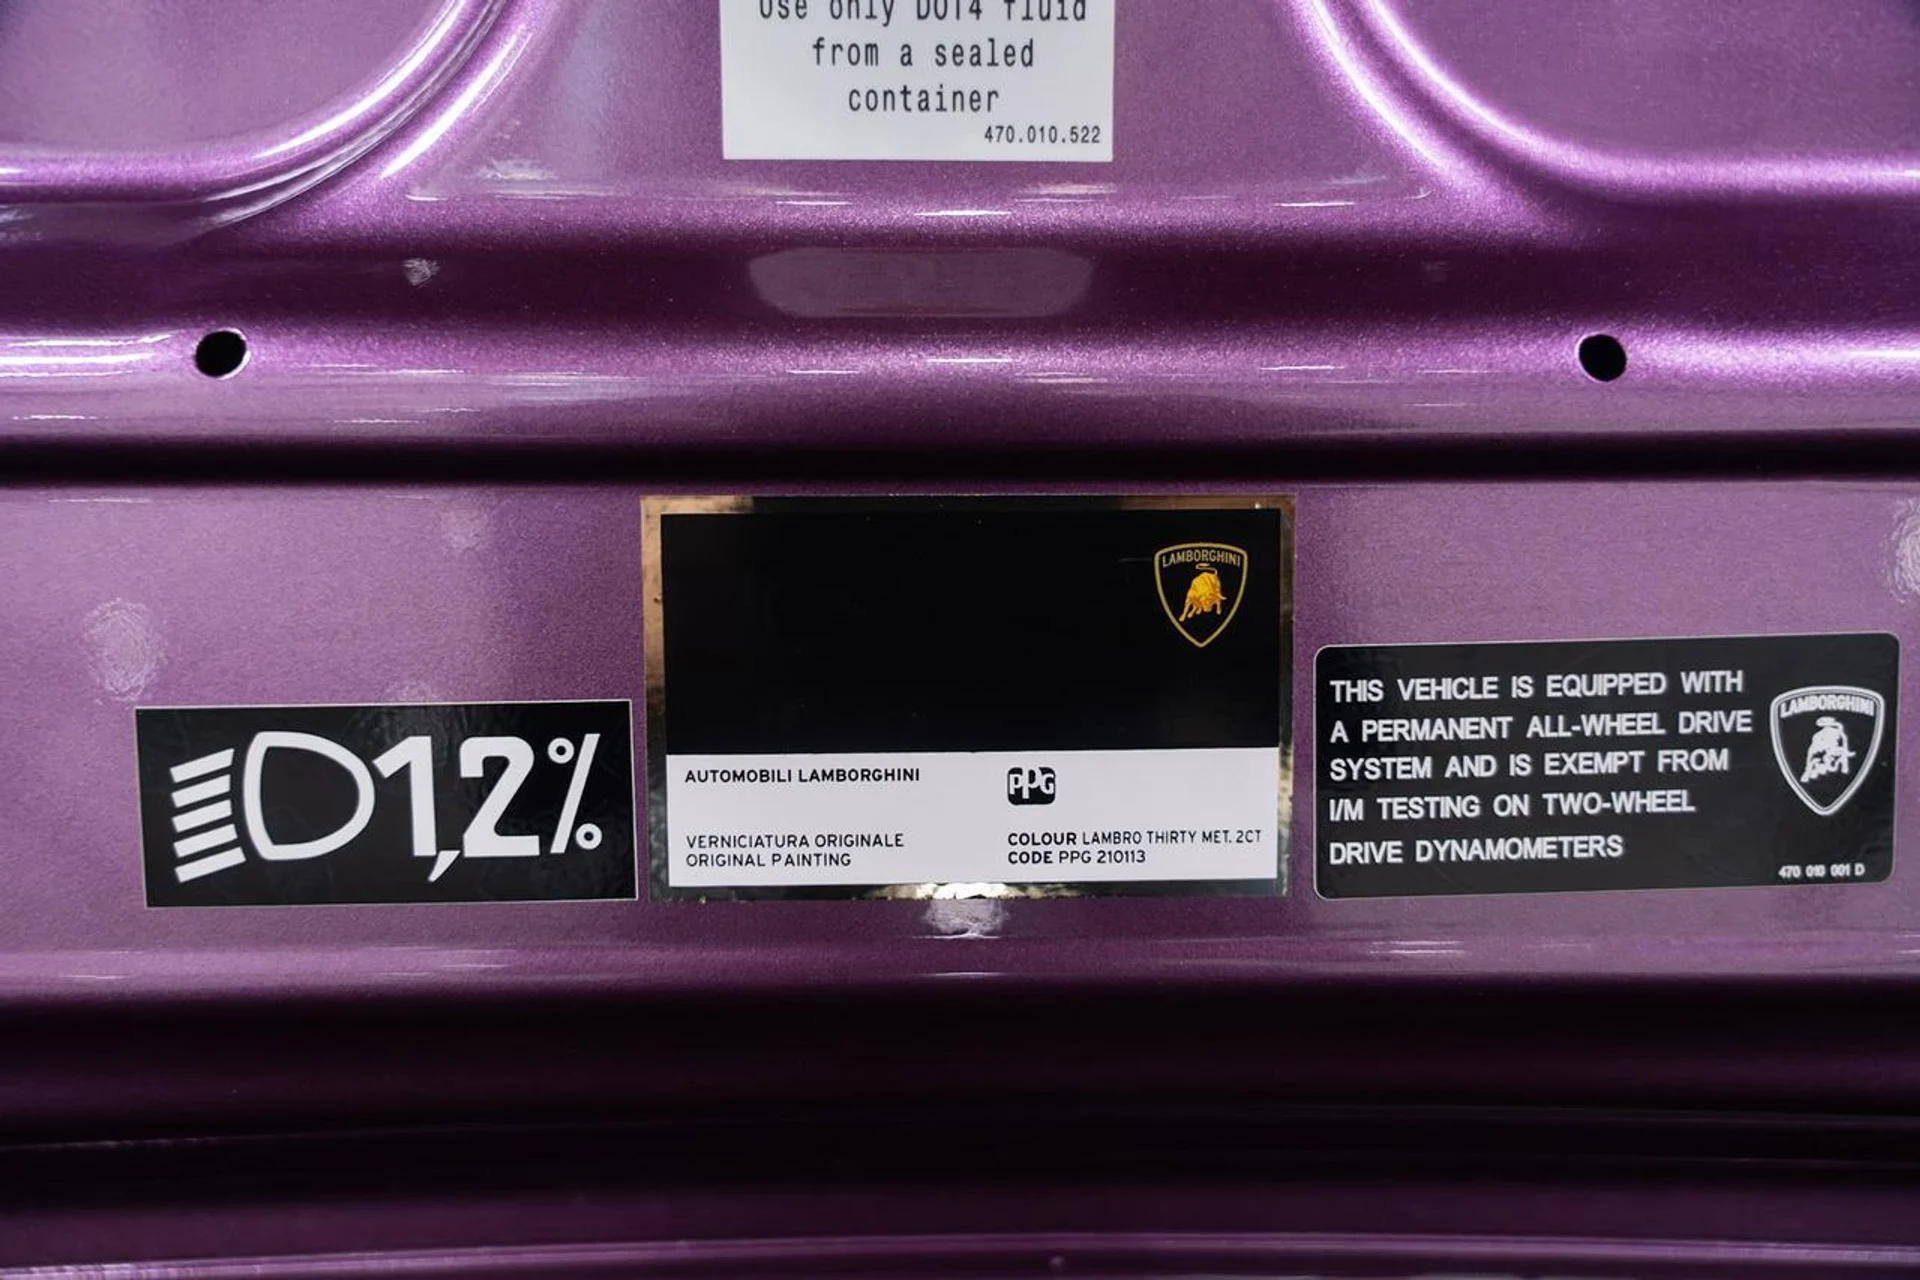 Use only DOT4 fluid
from a sealed
container
470.010.522
LAMBORGHINI
AUTOMOBILI LAMBORGHINI
PPG
VERNICIATURA ORIGINALE
ORIGINAL PAINTING
COLOUR LAMBRO THIRTY MET. 2CT
CODE PPG 210113
1,2%
THIS VEHICLE IS EQUIPPED WITH
A PERMANENT ALL-WHEEL DRIVE
SYSTEM AND IS EXEMPT FROM
I/M TESTING ON TWO-WHEEL
DRIVE DYNAMOMETERS
LAMBORGHINI
470 010 001 D